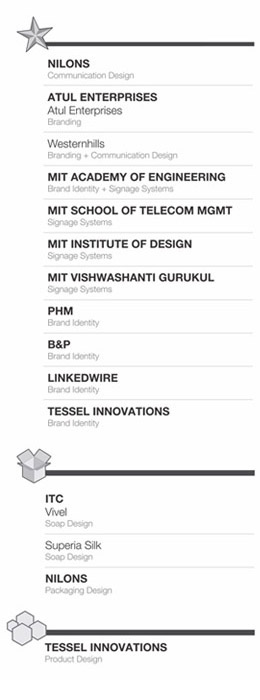 NILONS
Communication Design
ATUL ENTERPRISES
Atul Enterprises
Branding
Westernhills
Branding + Communication Design
MIT ACADEMY OF ENGINEERING
Brand Identity + Signage Systems
MIT SCHOOL OF TELECOM MGMT
Signage Systems
MIT INSTITUTE OF DESIGN
Signage Systems
MIT VISHWASHANTI GURUKUL
Signage Systems
PHM
Brand Identity
B&P
Brand Identity
LINKEDWIRE
Brand Identity
TESSEL INNOVATIONS
Brand Identity
ITC
Vivel
Soap Design
Superia Silk
Soap Design
NILONS
Packaging Design
TESSEL INNOVATIONS
Product Design